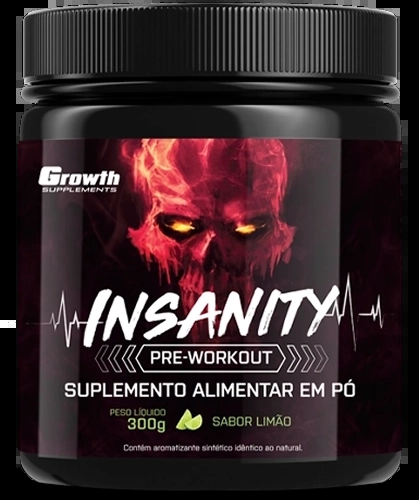 Growth
SUPPLEMENTS
INSANITY
PRE-WORKOUT
SUPLEMENTO ALIMENTAR EM PÓ
PESO LÍQUIDO
300g
SABOR LIMÃO
Contém aromatizante sintético idêntico ao natural.